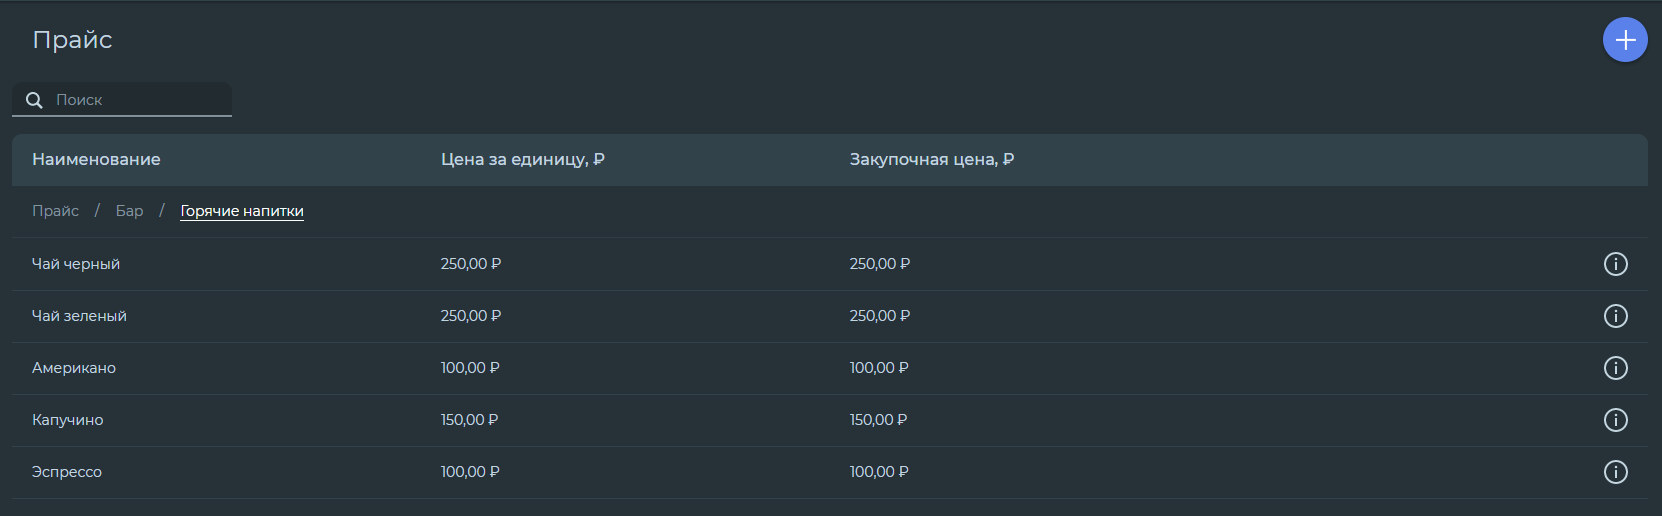 Прайс
Поиск
Наименование Цена за единицу, ₽ Закупочная цена, ₽
Прайс / Бар / Горячие напитки
Чай черный 250,00 ₽ 250,00 ₽
Чай зеленый 250,00 ₽ 250,00 ₽
Американо 100,00 ₽ 100,00 ₽
Капучино 150,00 ₽ 150,00 ₽
Эспрессо 100,00 ₽ 100,00 ₽